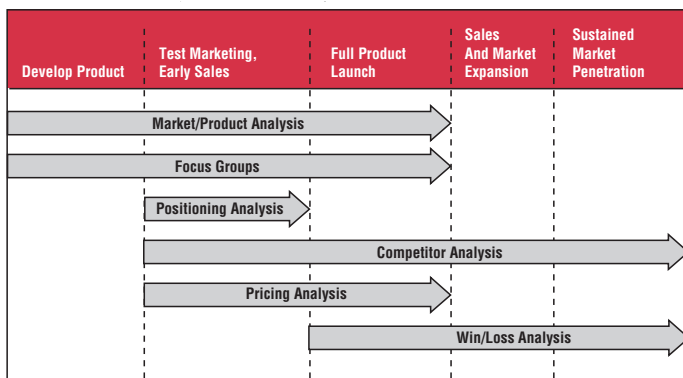 Develop Product
Test Marketing,
Early Sales
Full Product
Launch
Sales
And Market
Expansion
Sustained
Market
Penetration
Market/Product Analysis
Focus Groups
Positioning Analysis
Competitor Analysis
Pricing Analysis
Win/Loss Analysis